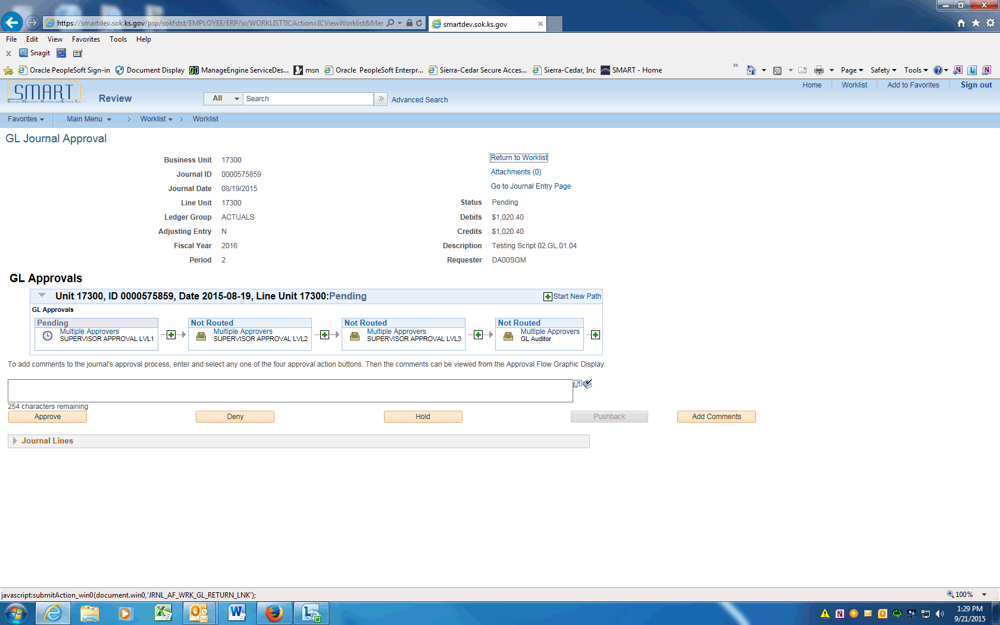 https://smartdev.sok.ks.gov/psp/sokfstst/EMPLOYEE/ERP/w/WORKLIST?ICAction=ICViewWorklist&Mer
smartdev.sok.ks.gov
File Edit View Favorites Tools Help
x Snagit
Oracle PeopleSoft Sign-in Document Display ManageEngine ServiceDes... msn Oracle PeopleSoft Enterpr... Sierra-Cedar Secure Acces... Sierra-Cedar, Inc SMART - Home » Page Safety Tools
Home Worklist Add to Favorites Sign out
SMART
Review All Search » Advanced Search
Favorites Main Menu > Worklist > Worklist
GL Journal Approval
Business Unit 17300 Return to Worklist
Journal ID 0000575859 Attachments (0)
Journal Date 08/19/2015 Go to Journal Entry Page
Line Unit 17300 Status Pending
Ledger Group ACTUALS Debits $1,020.40
Adjusting Entry N Credits $1,020.40
Fiscal Year 2016 Description Testing Script 02.GL.01.04
Period 2 Requester DA00SGM
GL Approvals
Unit 17300, ID 0000575859, Date 2015-08-19, Line Unit 17300:Pending Start New Path
GL Approvals
Pending Not Routed Not Routed Not Routed
Multiple Approvers Multiple Approvers Multiple Approvers Multiple Approvers
SUPERVISOR APPROVAL LVL1 SUPERVISOR APPROVAL LVL2 SUPERVISOR APPROVAL LVL3 GL Auditor
To add comments to the journal's approval process, enter and select any one of the four approval action buttons. Then the comments can be viewed from the Approval Flow Graphic Display.
254 characters remaining
Approve Deny Hold Pushback Add Comments
Journal Lines
javascript:submitAction_win0(document.win0,'JRNL_AF_WRK_GL_RETURN_LNK');
100%
1:29 PM
9/21/2015